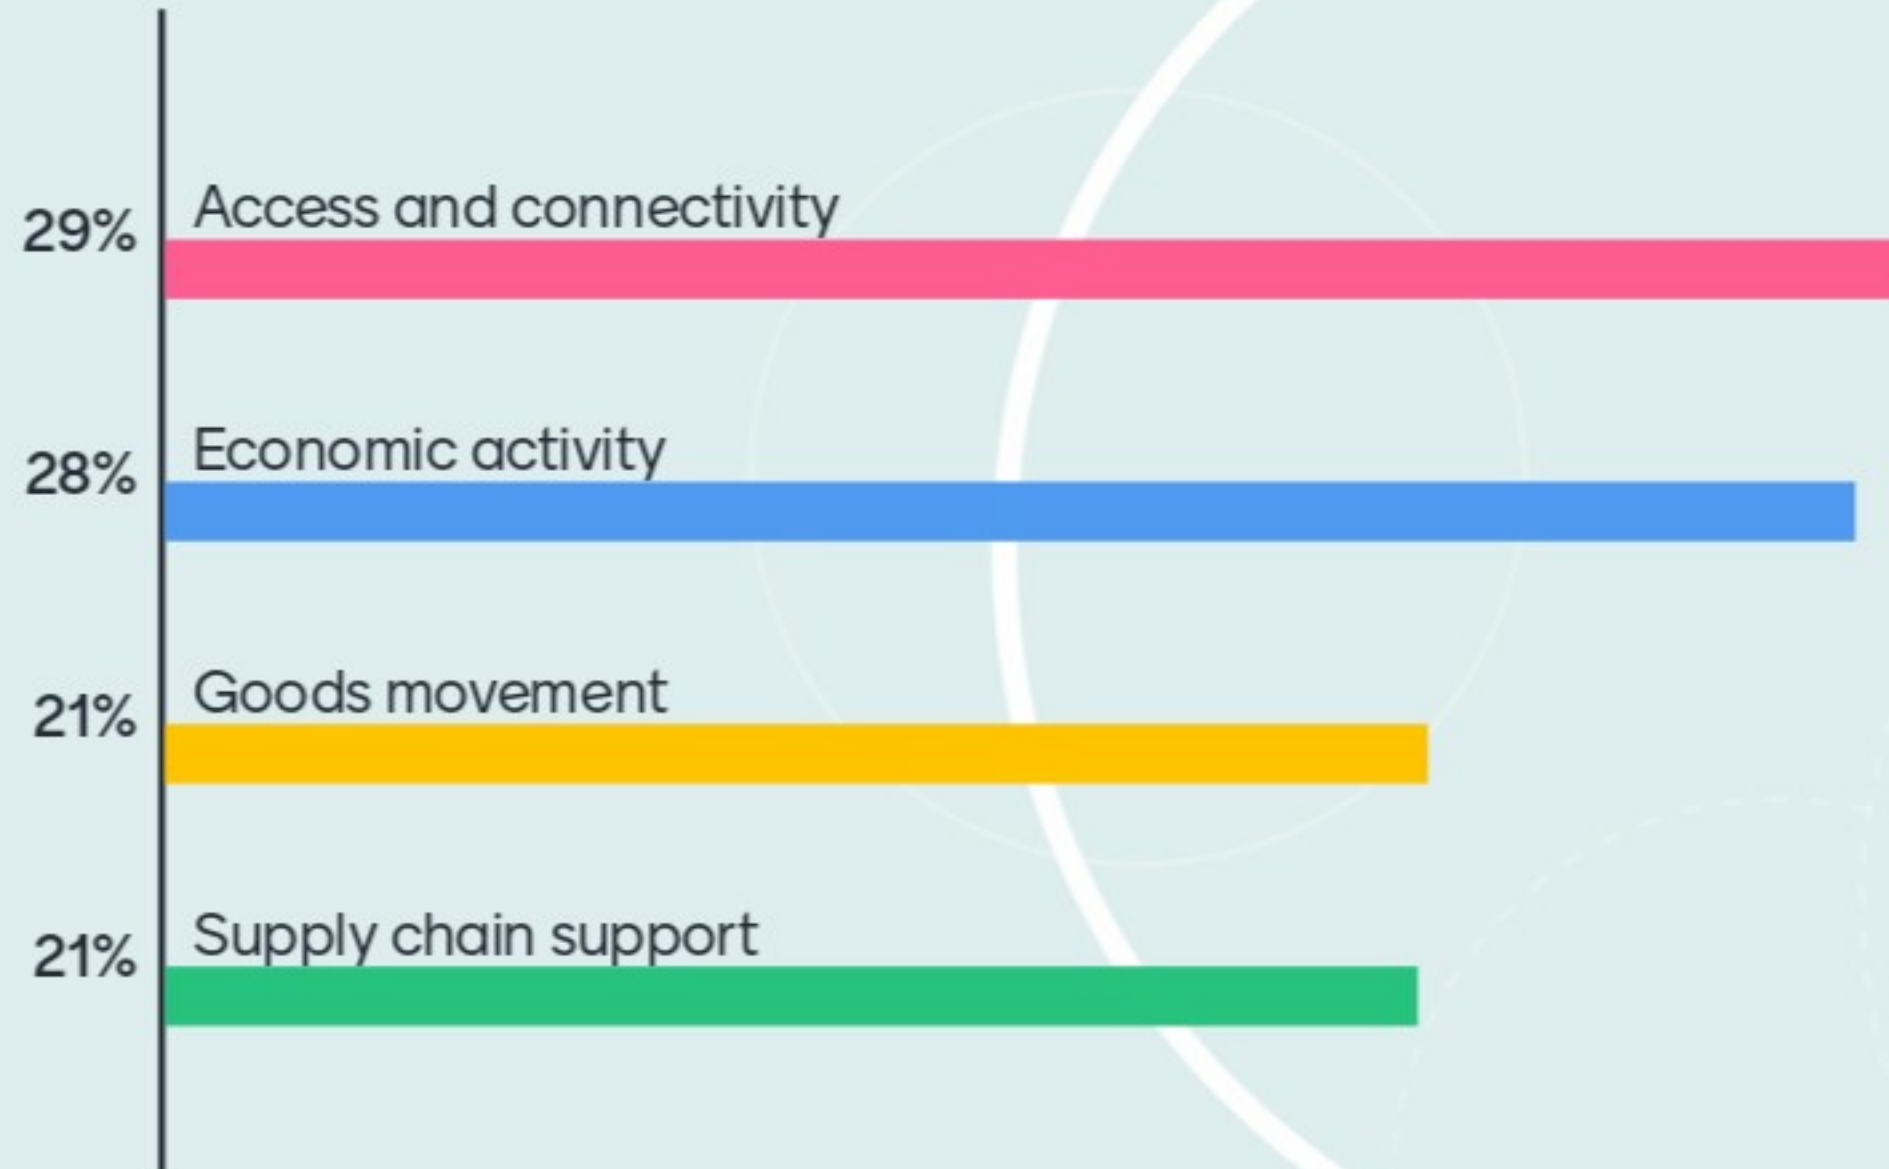 Access and connectivity
29%
Economic activity
28%
Goods movement
21%
Supply chain support
21%